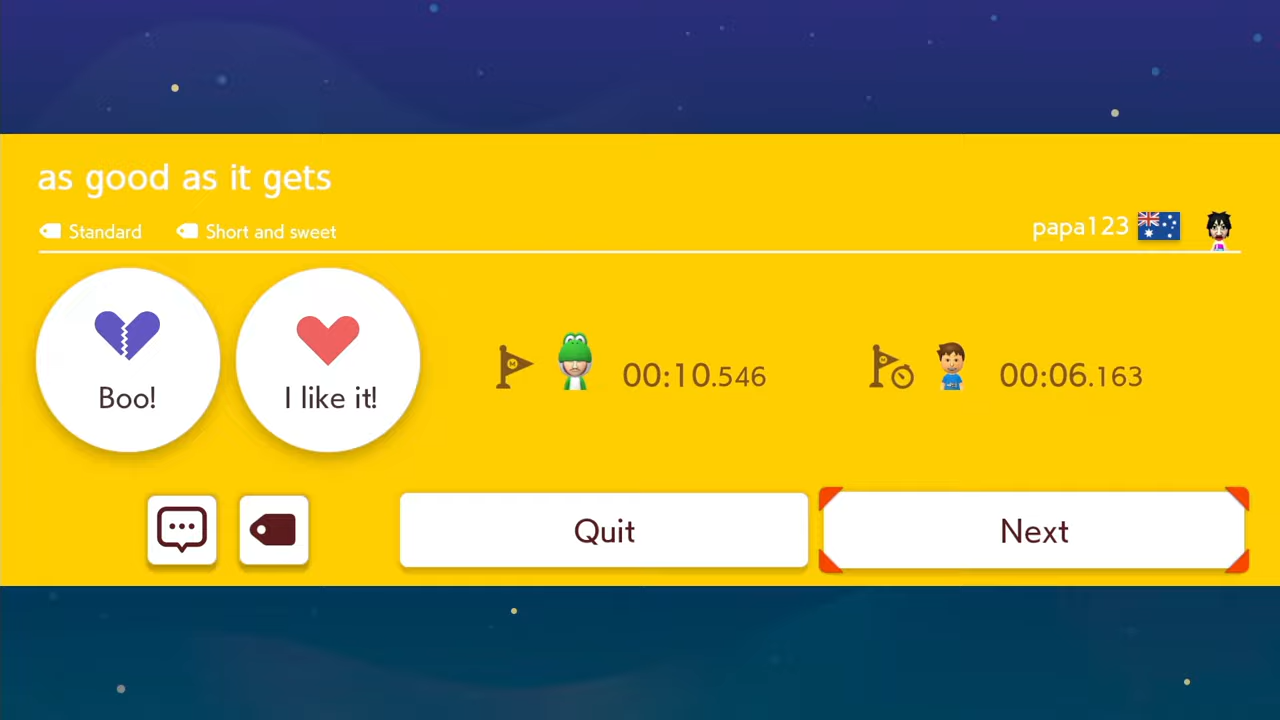 as good as it gets
Standard Short and sweet
papa123
Boo!
I like it!
M 00:10.546
M 00:06.163
Quit
Next